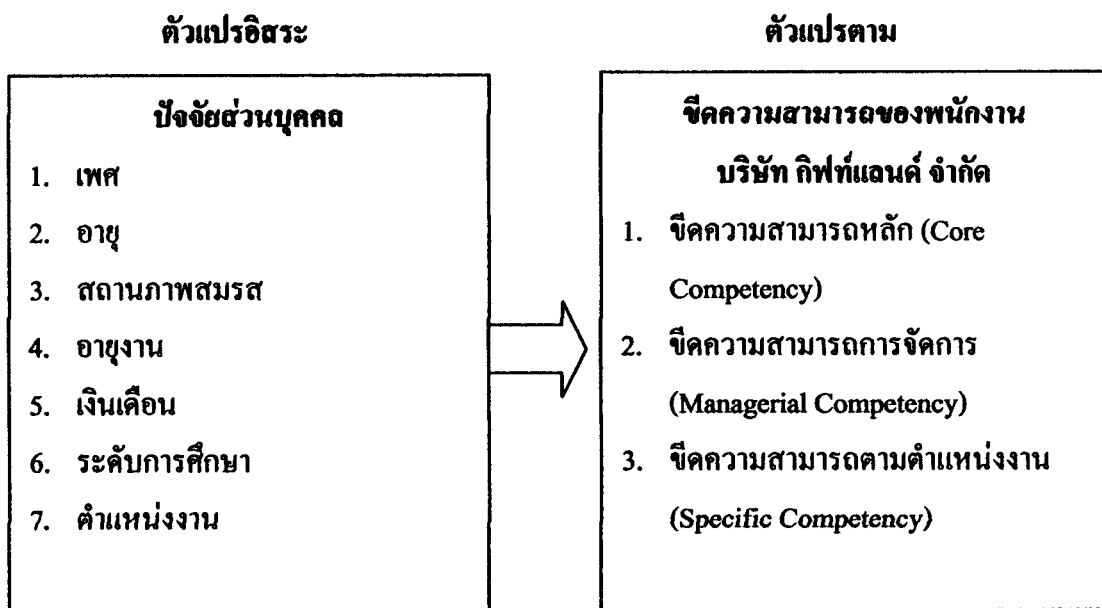 ตัวแปรอิสระ
ตัวแปรตาม
ปัจจัยส่วนบุคคล
1. เพศ
2. อายุ
3. สถานภาพสมรส
4. อายุงาน
5. เงินเดือน
6. ระดับการศึกษา
7. ตำแหน่งงาน
ขีดความสามารถของพนักงาน
บริษัท กิฟท์แลนด์ จำกัด
1. ขีดความสามารถหลัก (Core
Competency)
2. ขีดความสามารถการจัดการ
(Managerial Competency)
3. ขีดความสามารถตามตำแหน่งงาน
(Specific Competency)